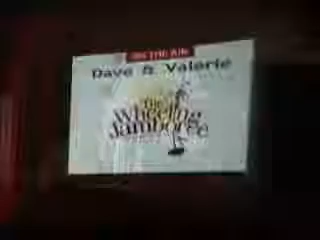 ON THE AIR
Dave & Valerie
The
Wheeling
Jamboree